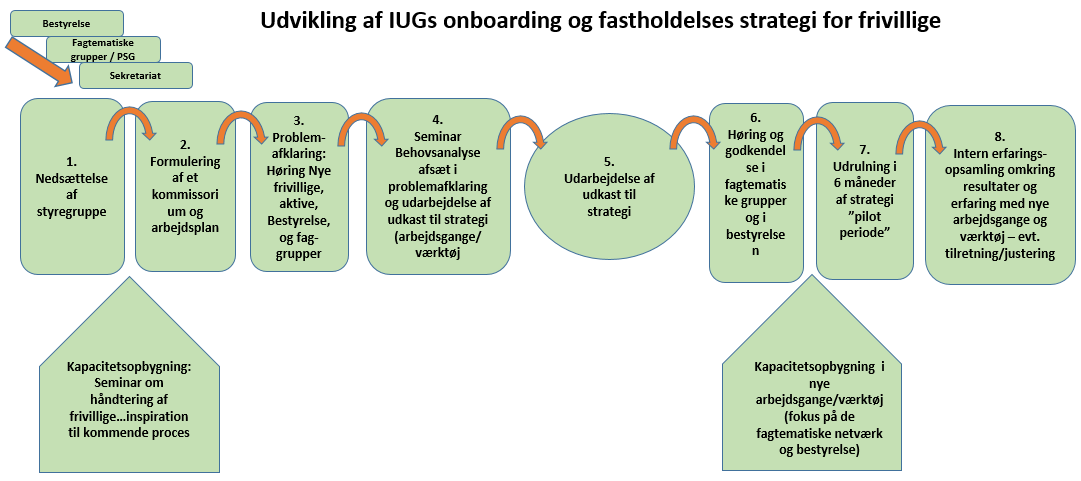 Udvikling af IUGs onboarding og fastholdelses strategi for frivillige
Bestyrelse
Fagtematiske
grupper / PSG
Sekretariat
1.
Nedsættelse
af
styregruppe
2.
Formulering
af et
kommissori
um og
arbejdsplan
3.
Problem-
afklaring:
Høring Nye
frivillige,
aktive,
Bestyrelse,
og fag-
grupper
4.
Seminar
Behovsanalyse
afsæt i
problemafklaring
og udarbejdelse af
udkast til strategi
(arbejdsgange/
værktøj
5.
Udarbejdelse af
udkast til
strategi
6.
Høring og
godkendel
se i
fagtematis
ke grupper
og i
bestyrelse
n
7.
Udrulning i
6 måneder
af strategi
”pilot
periode”
8.
Intern erfarings-
opsamling omkring
resultater og
erfaring med nye
arbejdsgange og
værktøj – evt.
tilretning/justering
Kapacitetsopbygning:
Seminar om
håndtering af
frivillige...inspiration
til kommende proces
Kapacitetsopbygning i
nye
arbejdsgange/værktøj
(fokus på de
fagtematiske netværk
og bestyrelse)